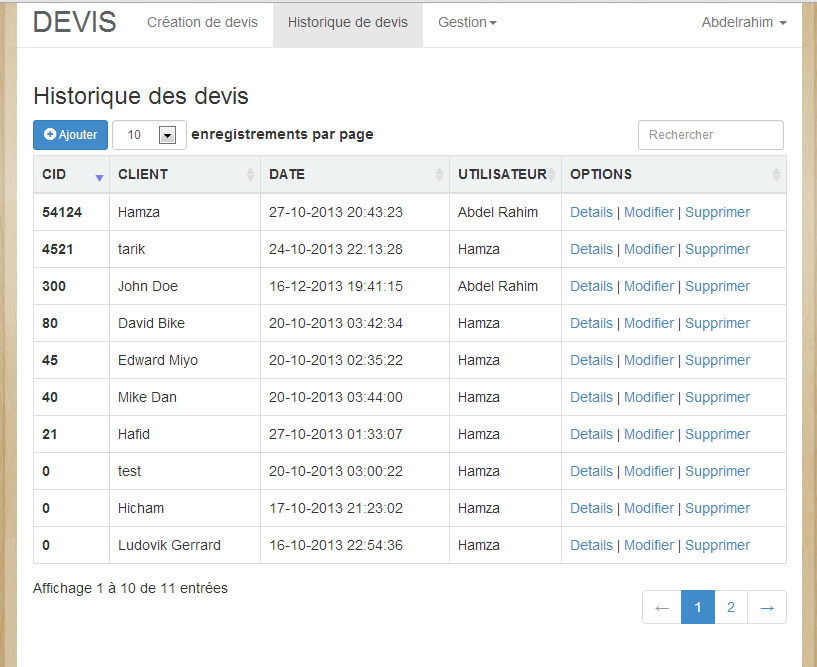 DEVIS Création de devis Historique de devis Gestion Abdelrahim
Historique des devis
Ajouter 10 enregistrements par page Rechercher
CID CLIENT DATE UTILISATEUR OPTIONS
54124 Hamza 27-10-2013 20:43:23 Abdel Rahim Details | Modifier | Supprimer
4521 tarik 24-10-2013 22:13:28 Hamza Details | Modifier | Supprimer
300 John Doe 16-12-2013 19:41:15 Abdel Rahim Details | Modifier | Supprimer
80 David Bike 20-10-2013 03:42:34 Hamza Details | Modifier | Supprimer
45 Edward Miyo 20-10-2013 02:35:22 Hamza Details | Modifier | Supprimer
40 Mike Dan 20-10-2013 03:44:00 Hamza Details | Modifier | Supprimer
21 Hafid 27-10-2013 01:33:07 Hamza Details | Modifier | Supprimer
0 test 20-10-2013 03:00:22 Hamza Details | Modifier | Supprimer
0 Hicham 17-10-2013 21:23:02 Hamza Details | Modifier | Supprimer
0 Ludovik Gerrard 16-10-2013 22:54:36 Hamza Details | Modifier | Supprimer
Affichage 1 à 10 de 11 entrées
← 1 2 →